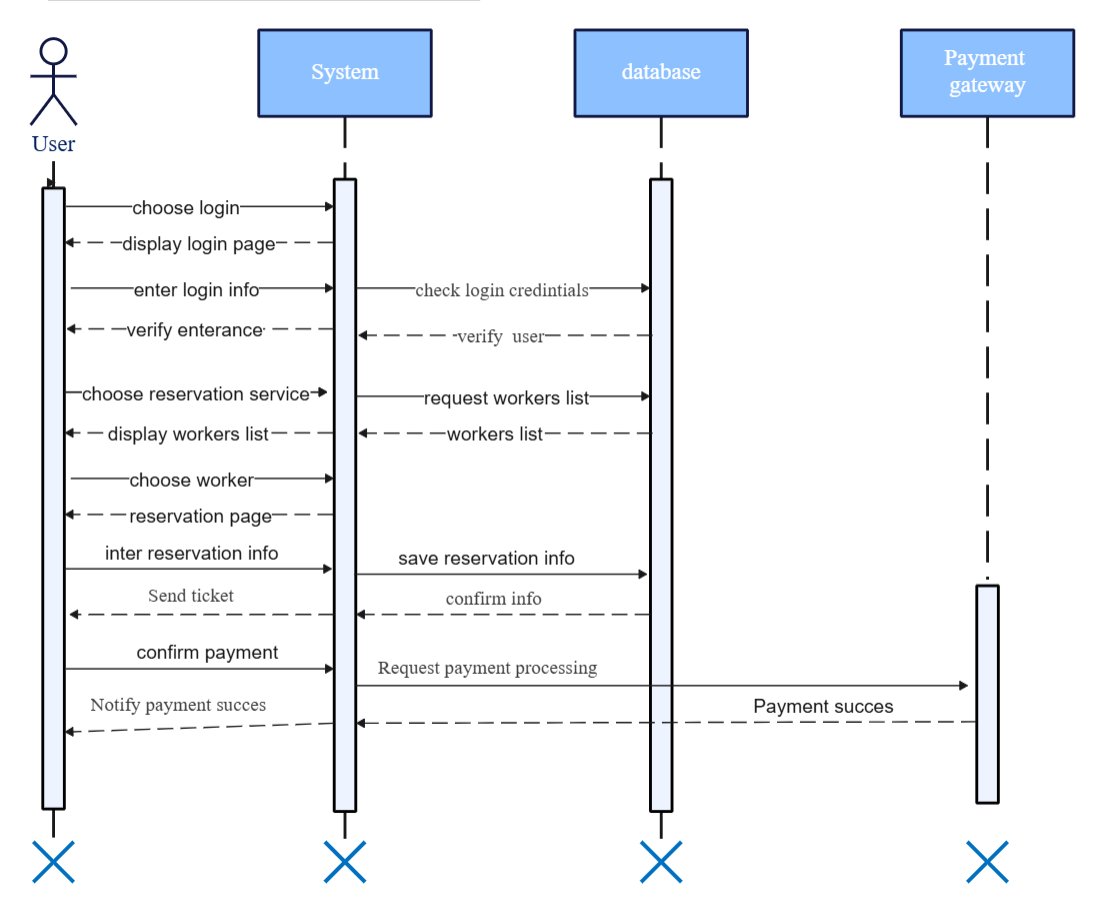 User
System
database
Payment
gateway
choose login
display login page
enter login info
check login credintials
verify enterance
verify user
choose reservation service
request workers list
display workers list
workers list
choose worker
reservation page
inter reservation info
save reservation info
Send ticket
confirm info
confirm payment
Request payment processing
Notify payment succes
Payment succes